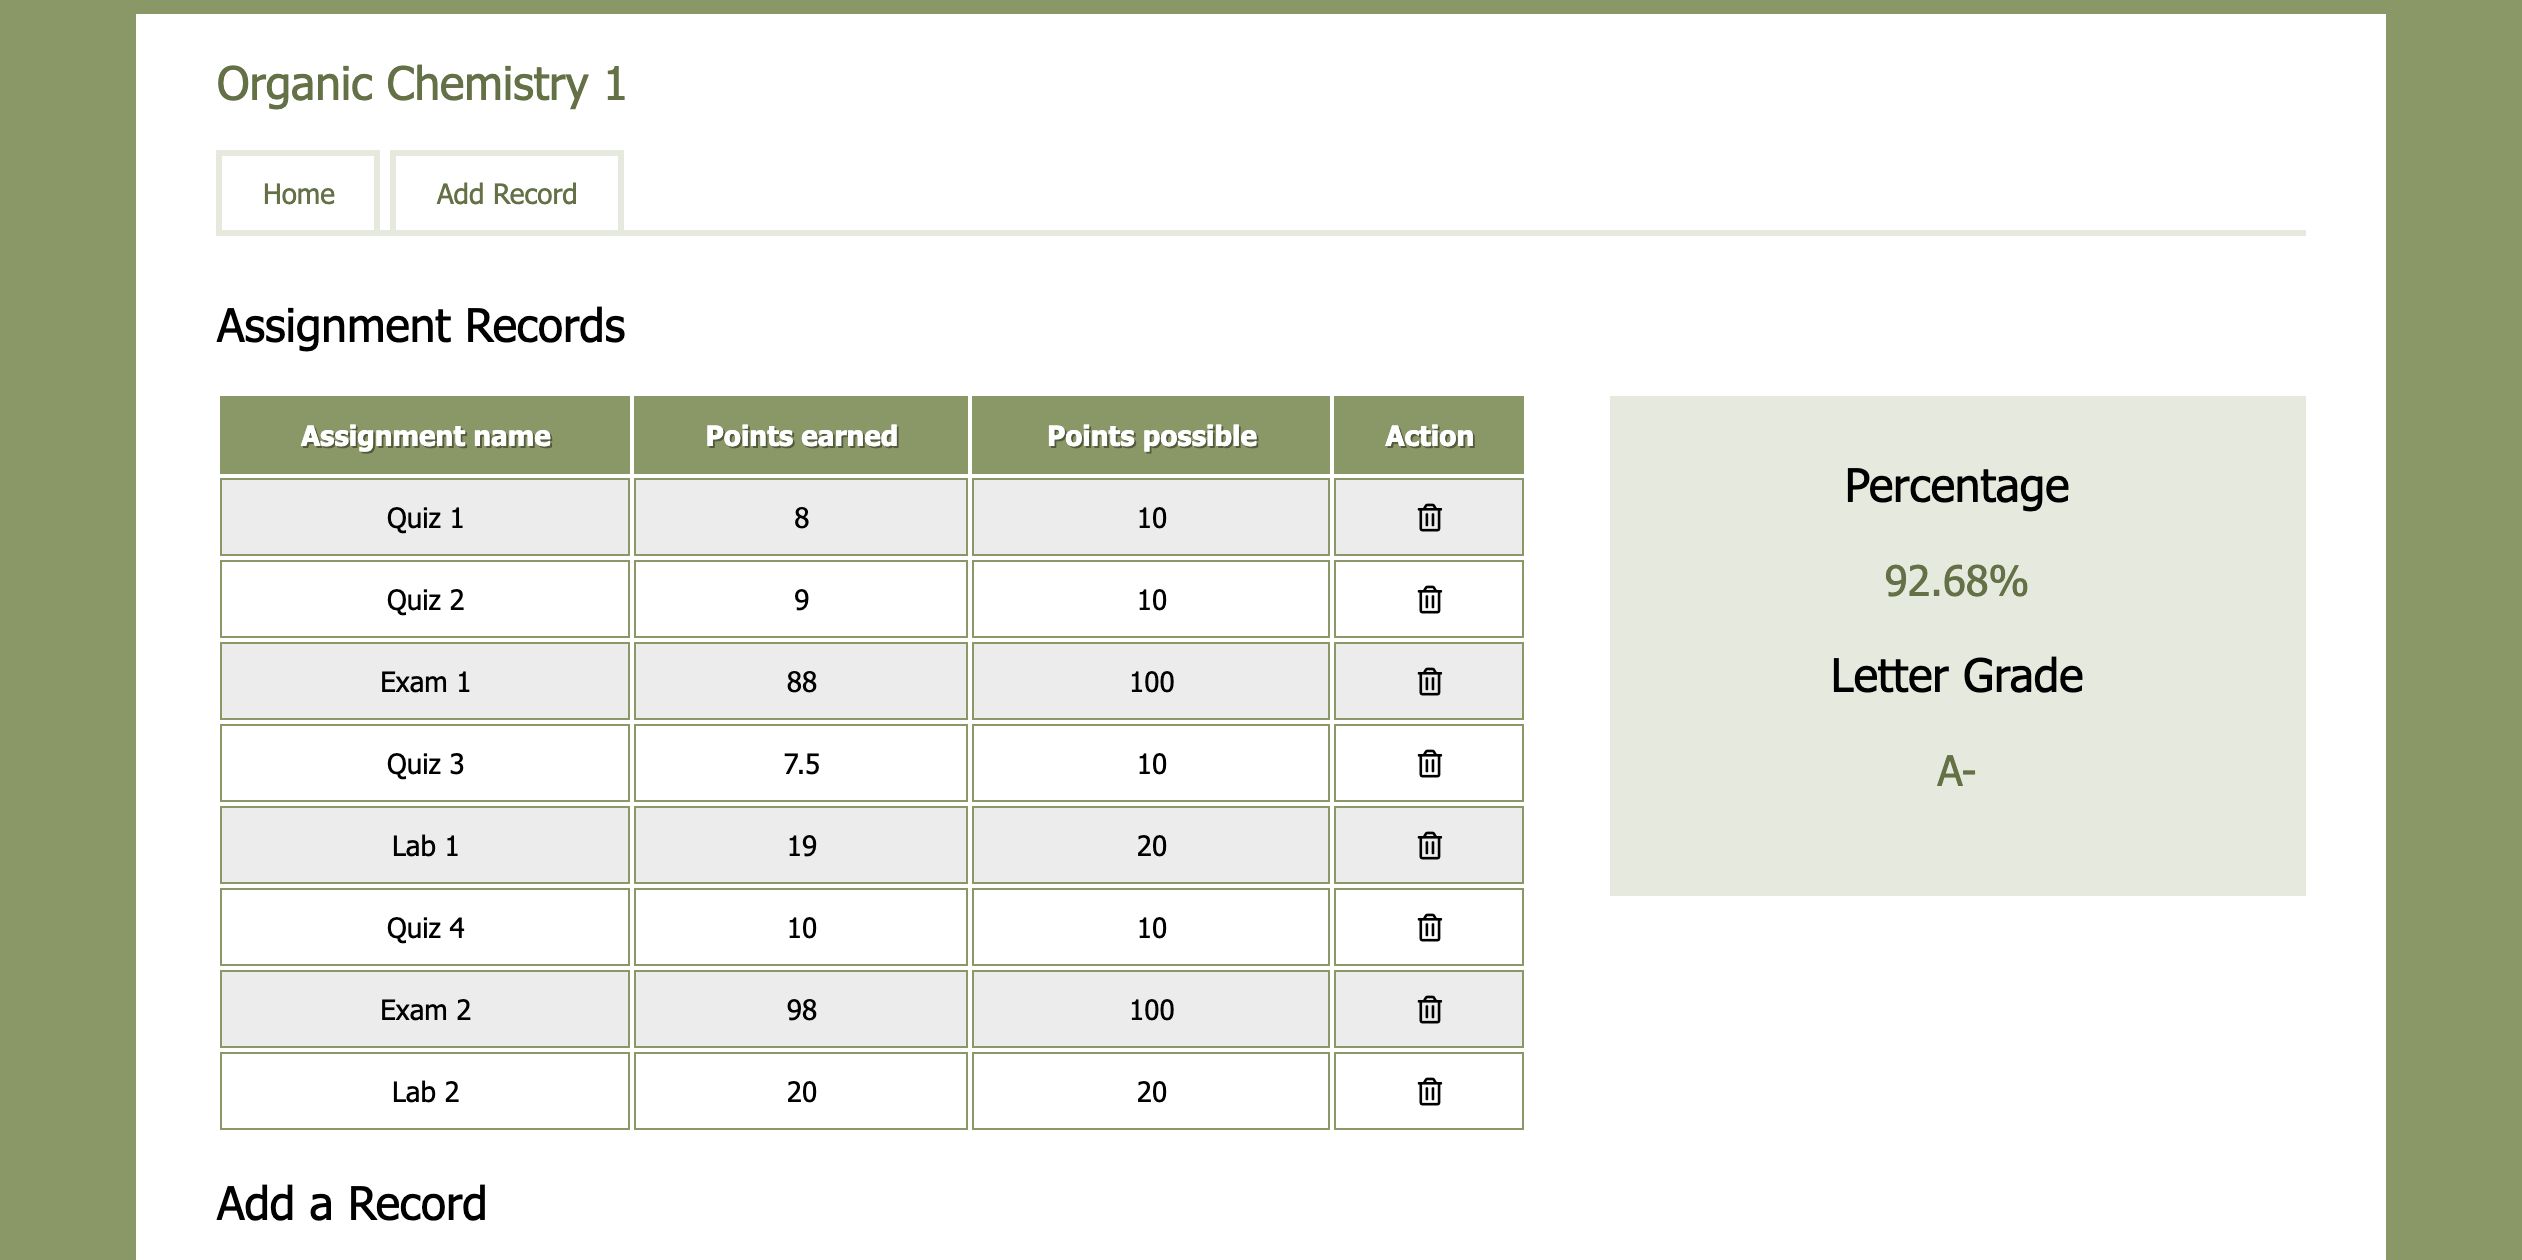 Organic Chemistry 1
Home Add Record
Assignment Records
Assignment name Points earned Points possible Action
Quiz 1 8 10
Quiz 2 9 10
Exam 1 88 100
Quiz 3 7.5 10
Lab 1 19 20
Quiz 4 10 10
Exam 2 98 100
Lab 2 20 20
Percentage
92.68%
Letter Grade
A-
Add a Record